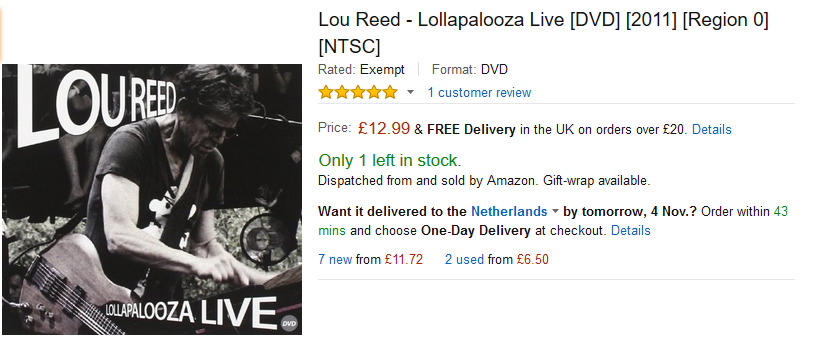 LOU REED
LOLLAPALOOZA LIVE
DVD
Lou Reed - Lollapalooza Live [DVD] [2011] [Region 0]
[NTSC]
Rated: Exempt Format: DVD
1 customer review
Price: £12.99 & FREE Delivery in the UK on orders over £20. Details
Only 1 left in stock.
Dispatched from and sold by Amazon. Gift-wrap available.
Want it delivered to the Netherlands by tomorrow, 4 Nov.? Order within 43
mins and choose One-Day Delivery at checkout. Details
7 new from £11.72 2 used from £6.50